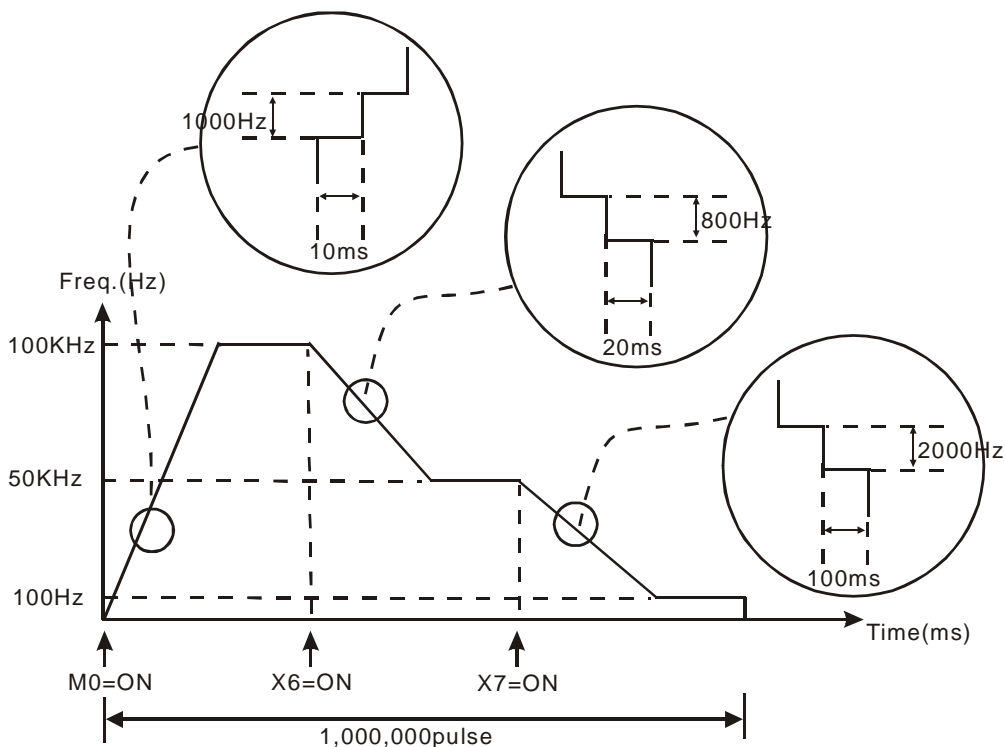 1000Hz
10ms
800Hz
20ms
Freq.(Hz)
100KHz
2000Hz
50KHz
100ms
100Hz
Time(ms)
M0=ON
X6=ON
X7=ON
1,000,000pulse